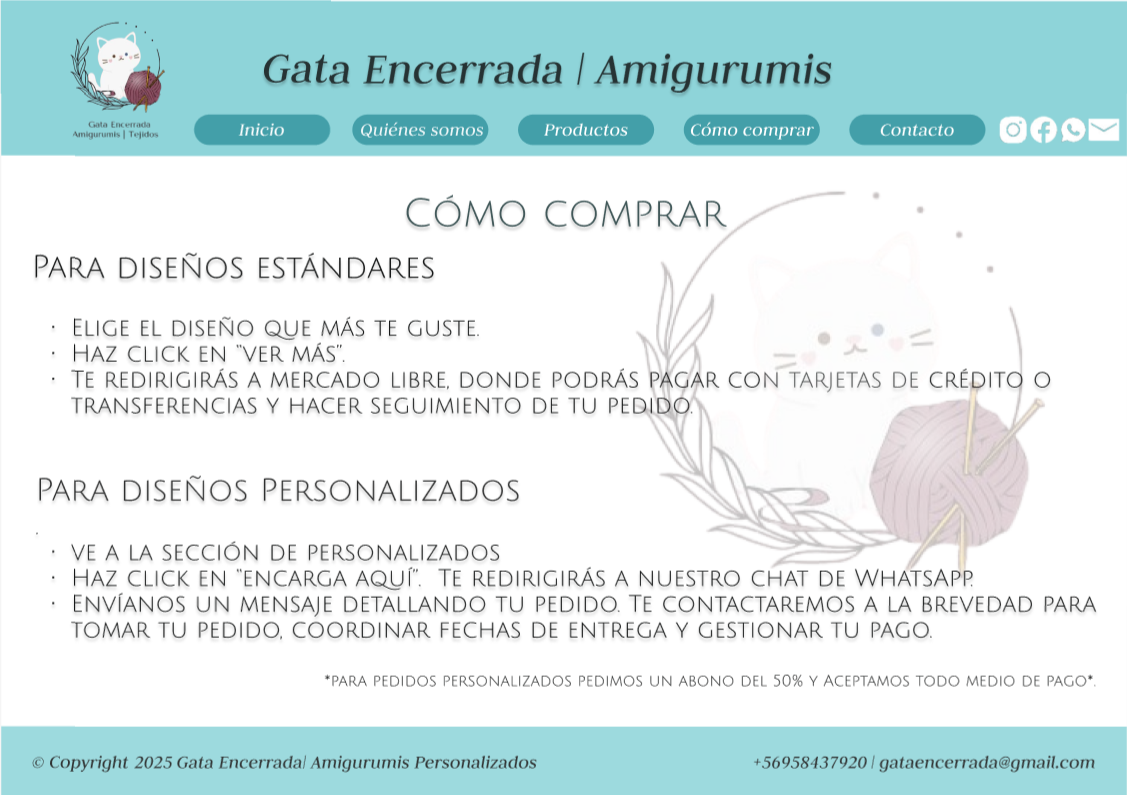 Gata Encerrada
Amigurumis | Tejidos
Gata Encerrada | Amigurumis
Inicio
Quiénes somos
Productos
Cómo comprar
Contacto
Cómo comprar
Para diseños estándares
· Elige el diseño que más te guste.
· Haz click en “ver más”.
· Te redirigirás a mercado libre, donde podrás pagar con tarjetas de crédito o
transferencias y hacer seguimiento de tu pedido.
Para diseños Personalizados
.
· ve a la sección de personalizados
· Haz click en “encarga aquí”. Te redirigirás a nuestro chat de WhatsApp.
· Envíanos un mensaje detallando tu pedido. Te contactaremos a la brevedad para
tomar tu pedido, coordinar fechas de entrega y gestionar tu pago.
*para pedidos personalizados pedimos un abono del 50% y Aceptamos todo medio de pago*.
© Copyright 2025 Gata Encerrada| Amigurumis Personalizados
+56958437920 | gataencerrada@gmail.com